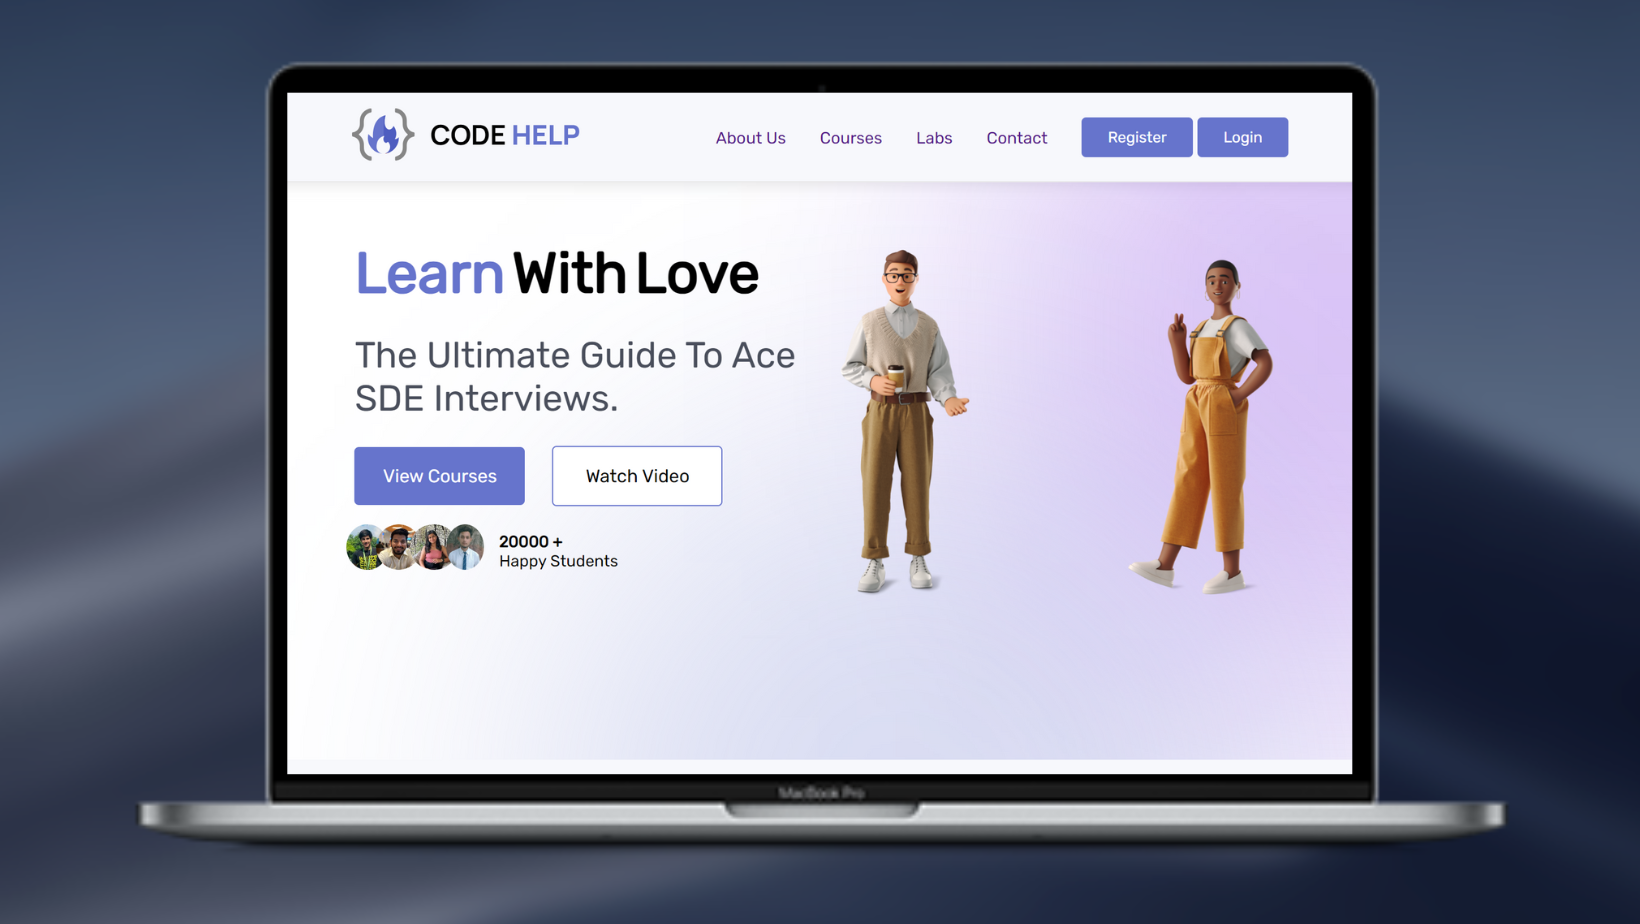 CODE HELP
About Us
Courses
Labs
Contact
Register
Login
Learn With Love
The Ultimate Guide To Ace
SDE Interviews.
View Courses
Watch Video
20000 +
Happy Students
MacBook Pro